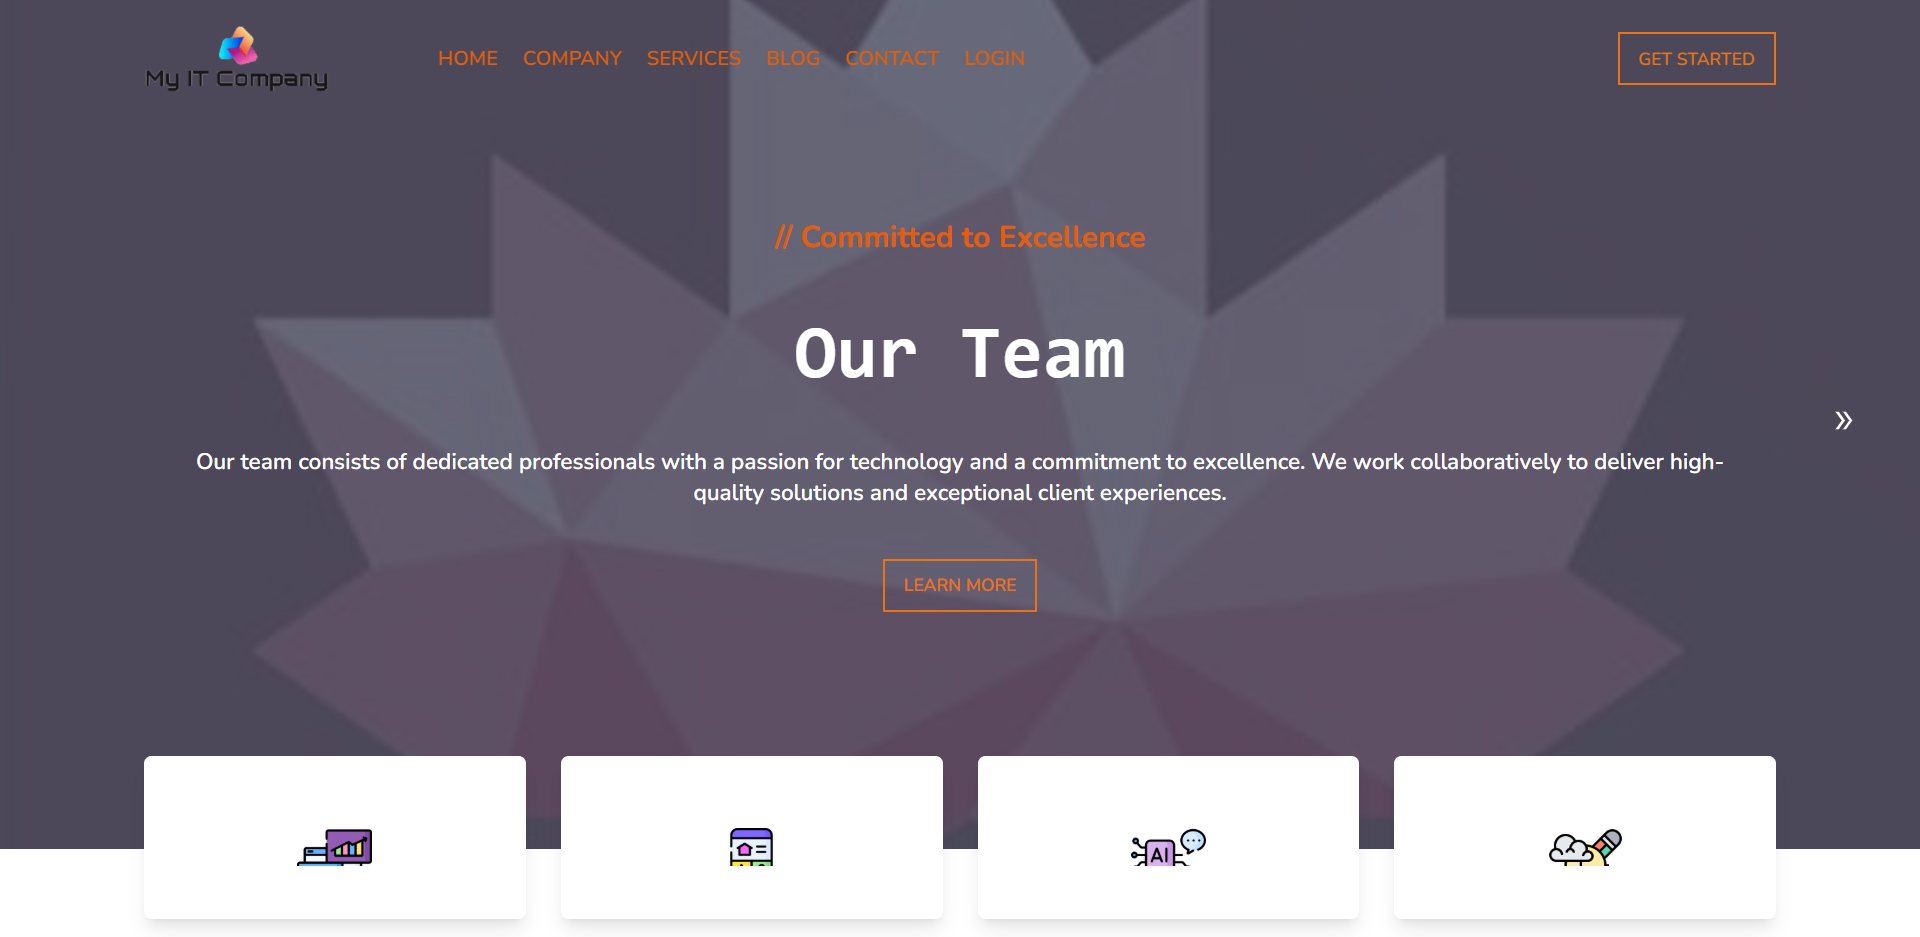 My IT Company
HOME COMPANY SERVICES BLOG CONTACT LOGIN
GET STARTED
// Committed to Excellence
Our Team
»
Our team consists of dedicated professionals with a passion for technology and a commitment to excellence. We work collaboratively to deliver high-
quality solutions and exceptional client experiences.
LEARN MORE
AI